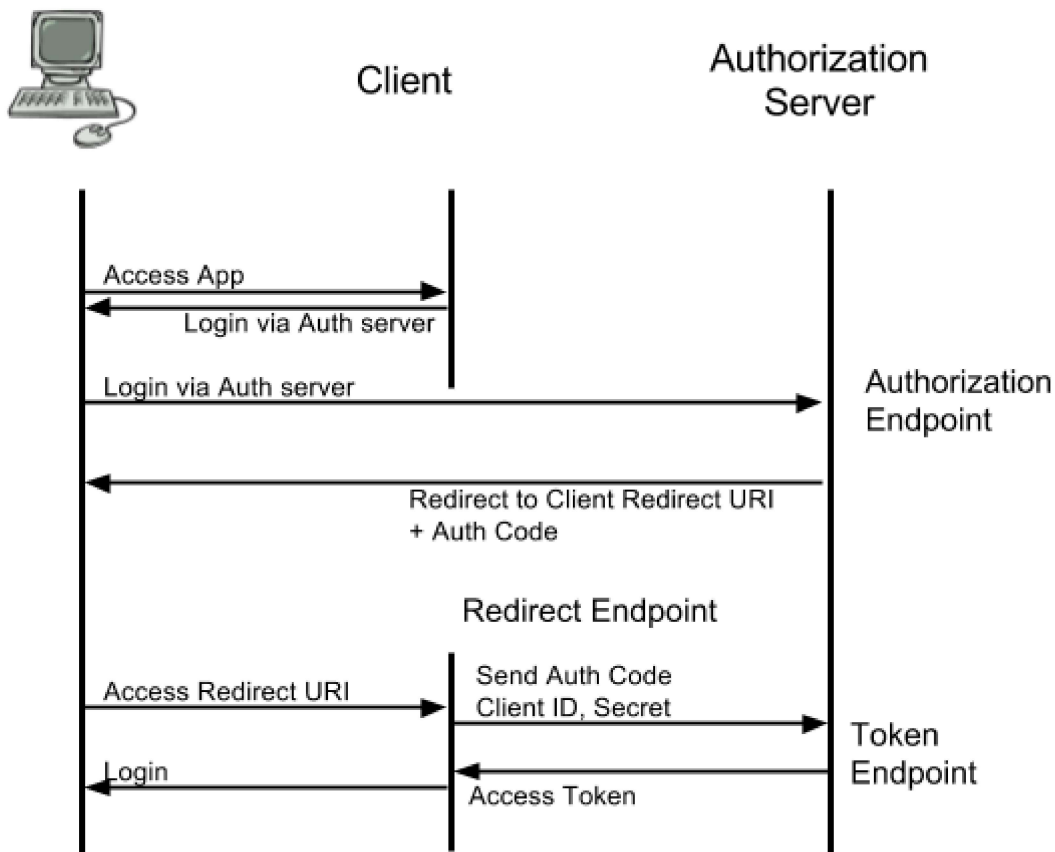 Client
Authorization
Server
Access App
Login via Auth server
Login via Auth server
Authorization
Endpoint
Redirect to Client Redirect URI
+ Auth Code
Redirect Endpoint
Access Redirect URI
Send Auth Code
Client ID, Secret
Token
Endpoint
Login
Access Token